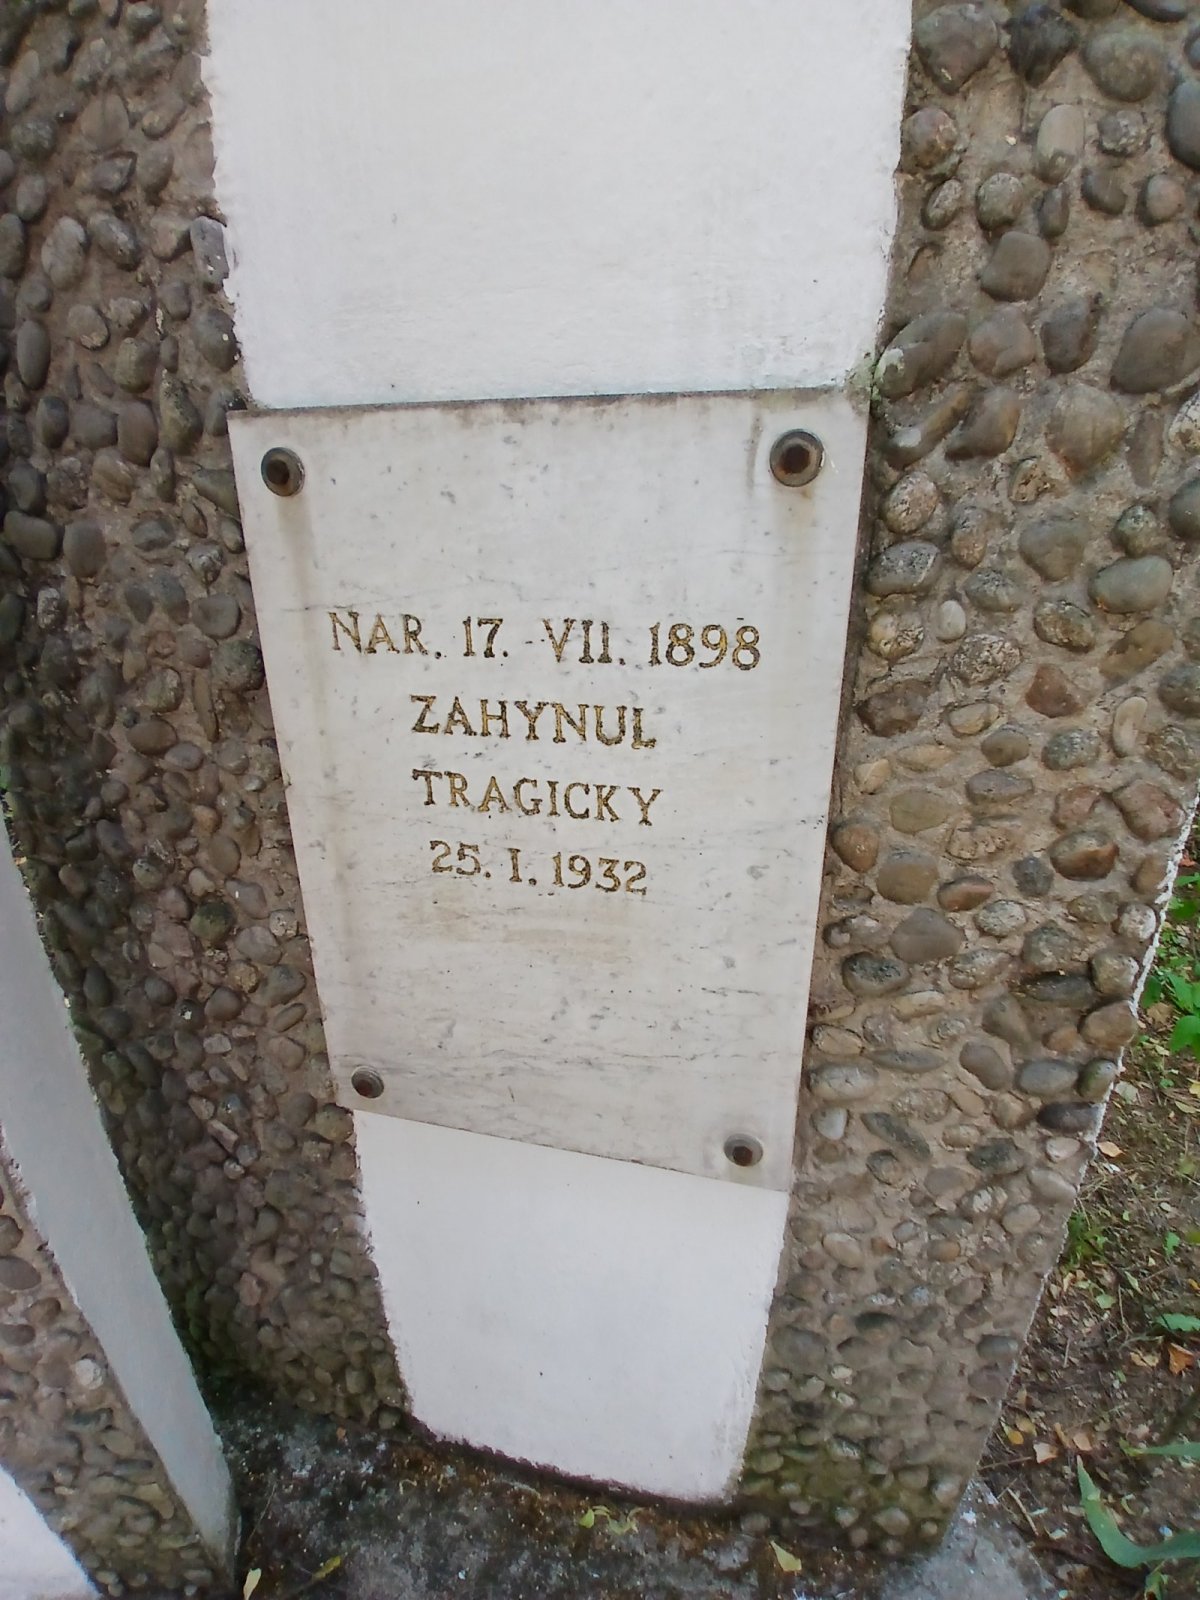 NAR. 17. VII. 1898
ZAHYNUL
TRAGICKY
25. I. 1932